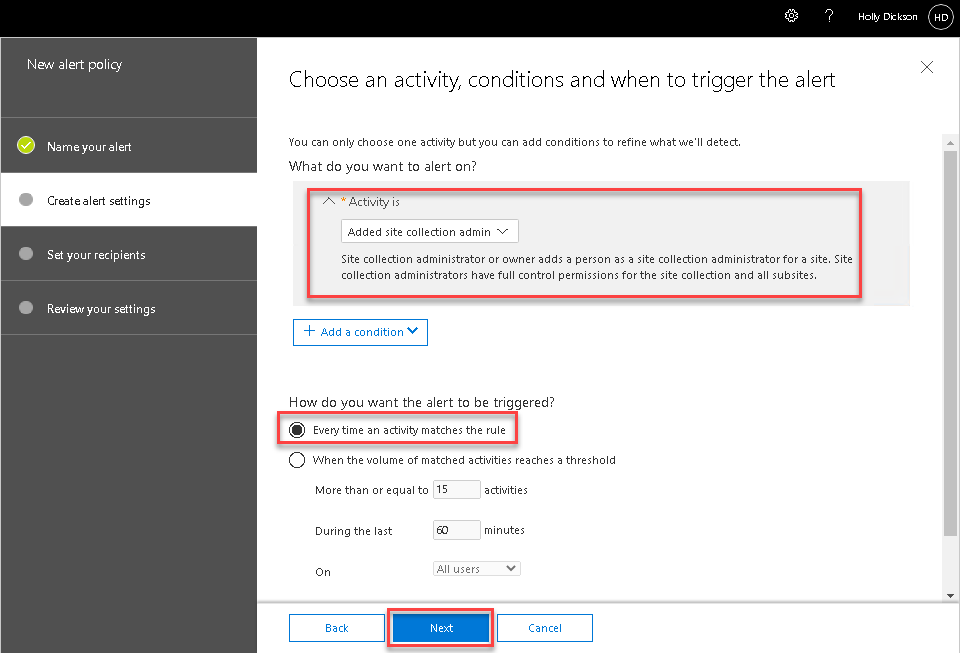 ? Holly Dickson HD
New alert policy
Name your alert
Create alert settings
Set your recipients
Review your settings
Choose an activity, conditions and when to trigger the alert
You can only choose one activity but you can add conditions to refine what we'll detect.
What do you want to alert on?
* Activity is
Added site collection admin
Site collection administrator or owner adds a person as a site collection administrator for a site. Site
collection administrators have full control permissions for the site collection and all subsites.
+ Add a condition
How do you want the alert to be triggered?
Every time an activity matches the rule
When the volume of matched activities reaches a threshold
More than or equal to 15 activities
During the last 60 minutes
On All users
Back Next Cancel